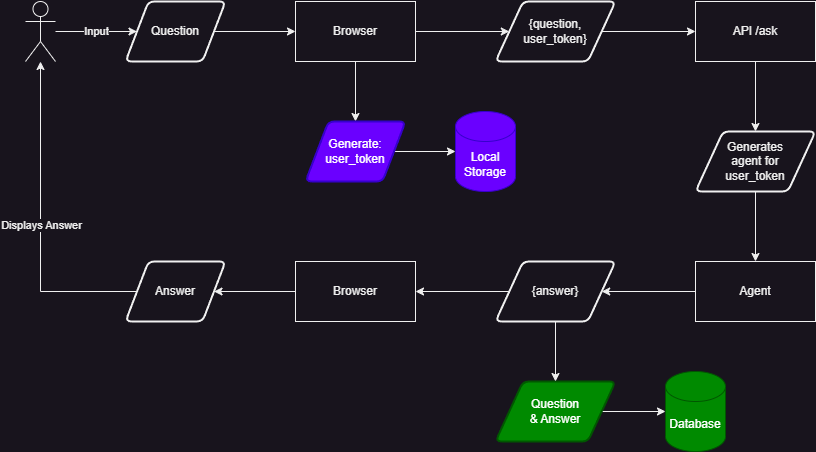 Input
Question
Browser
{question,
user_token}
API /ask
Generate:
user_token
Local
Storage
Generates
agent for
user_token
Displays Answer
Answer
Browser
{answer}
Agent
Question
& Answer
Database